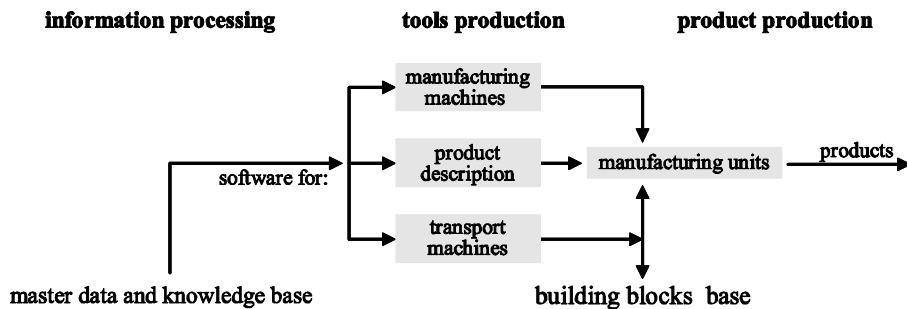 information processing
tools production
product production
manufacturing
machines
product
description
manufacturing units
products
software for:
transport
machines
master data and knowledge base
building blocks base